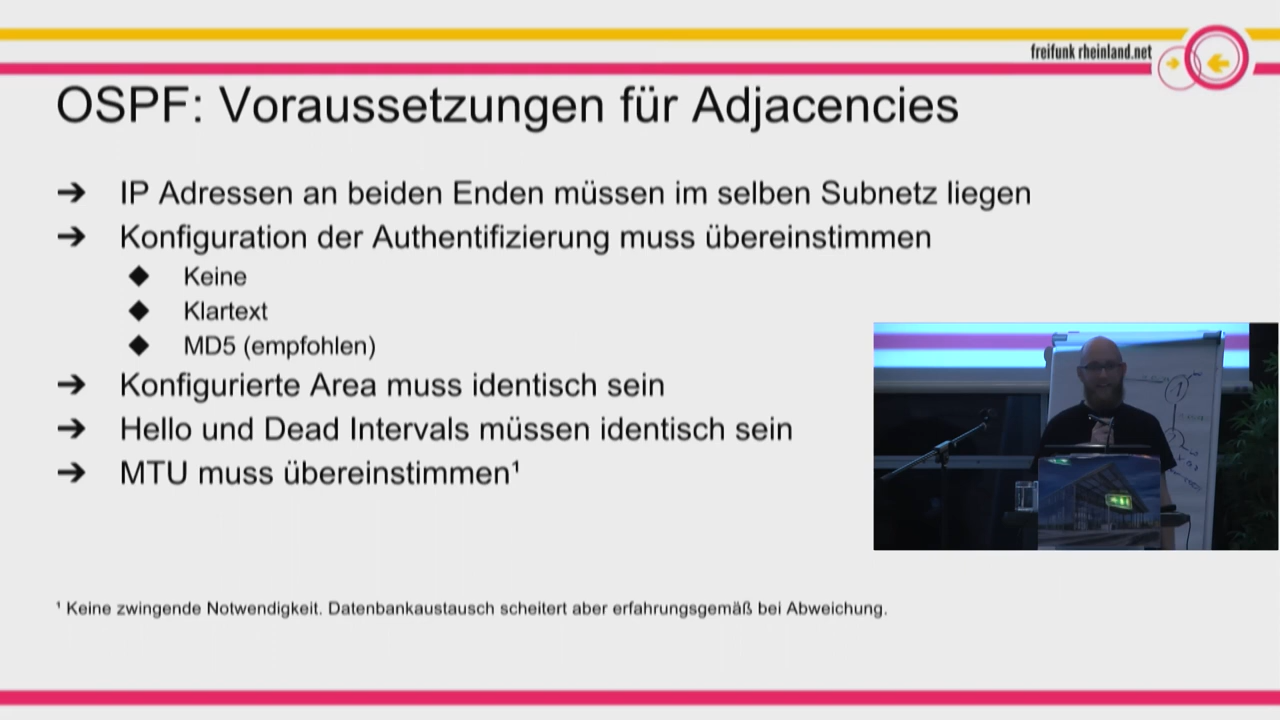 freifunk rheinland.net
OSPF: Voraussetzungen für Adjacencies
➔ IP Adressen an beiden Enden müssen im selben Subnetz liegen
➔ Konfiguration der Authentifizierung muss übereinstimmen
◆ Keine
◆ Klartext
◆ MD5 (empfohlen)
➔ Konfigurierte Area muss identisch sein
➔ Hello und Dead Intervals müssen identisch sein
➔ MTU muss übereinstimmen¹
¹ Keine zwingende Notwendigkeit. Datenbankaustausch scheitert aber erfahrungsgemäß bei Abweichung.